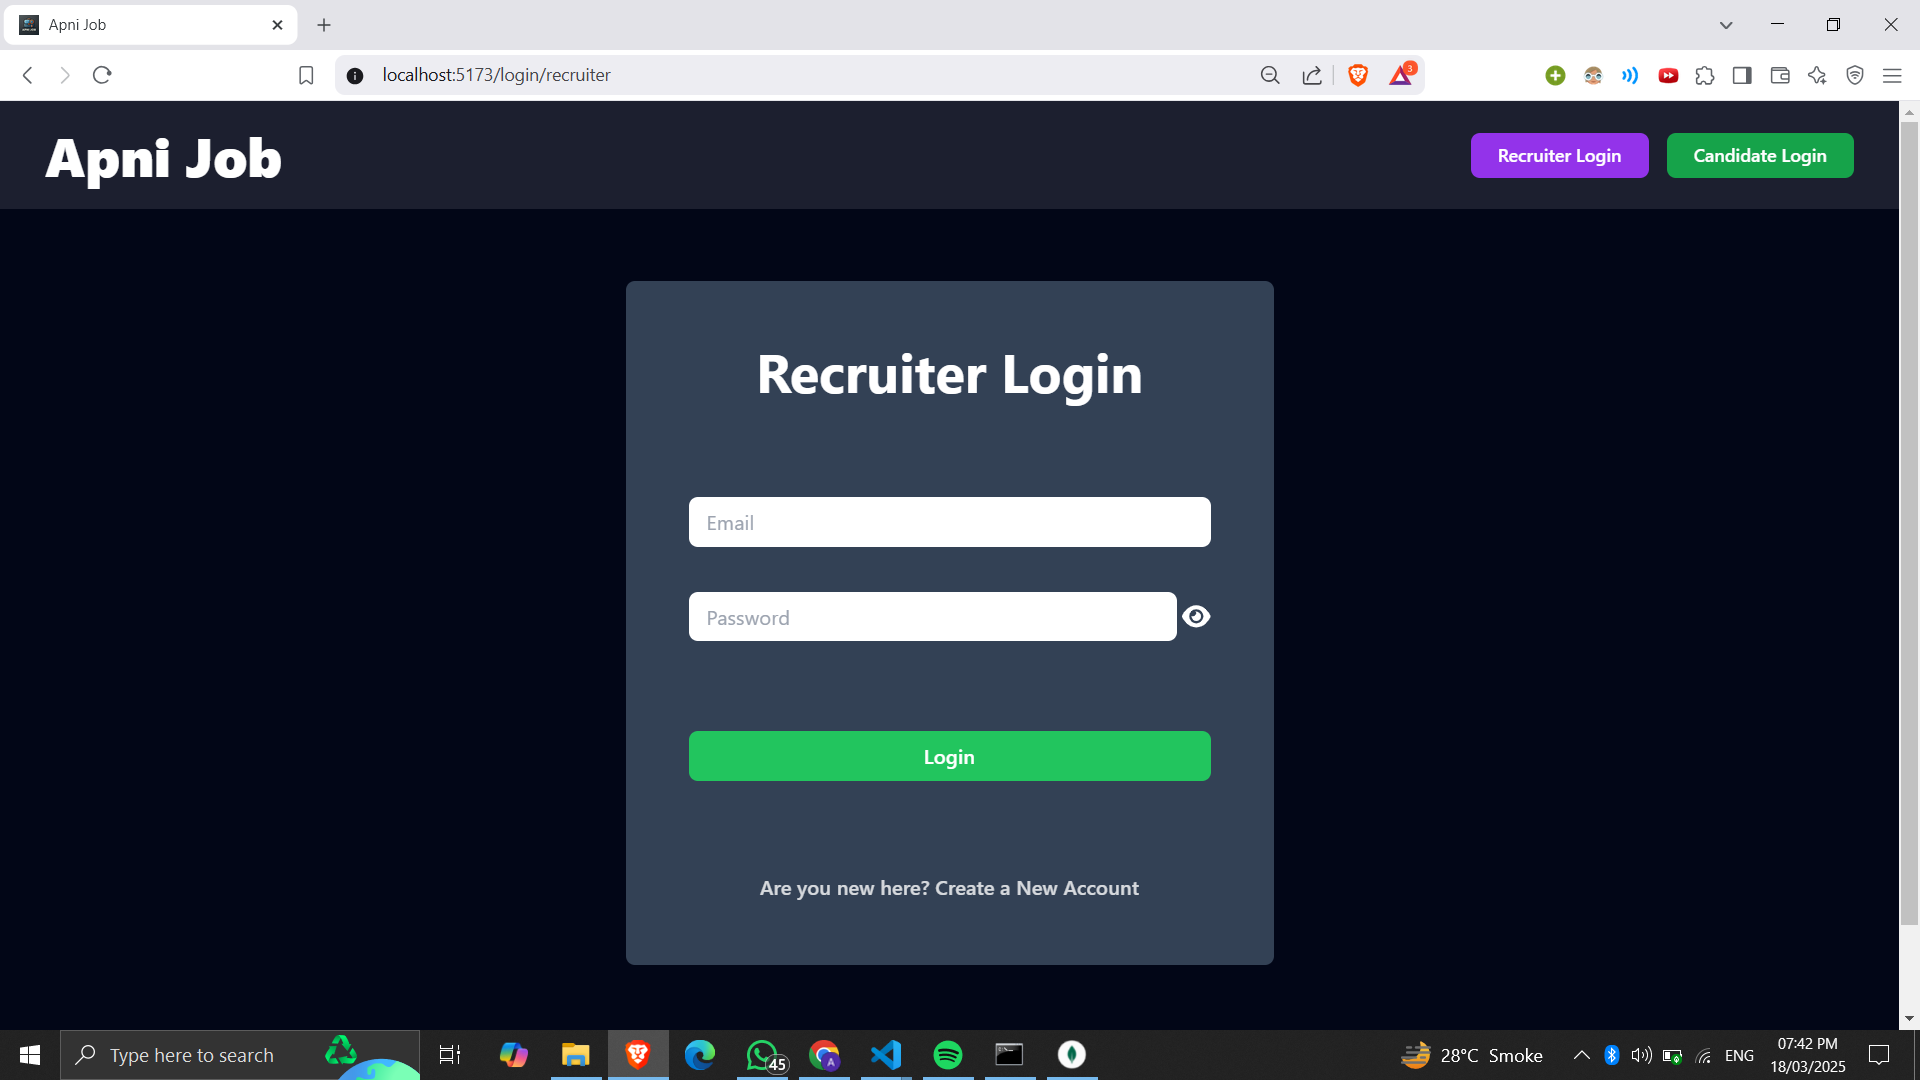 Apni Job
localhost:5173/login/recruiter
3
Apni Job
Recruiter Login
Candidate Login
Recruiter Login
Email
Password
Login
Are you new here? Create a New Account
Type here to search
45
A
28°C Smoke
ENG
07:42 PM
18/03/2025